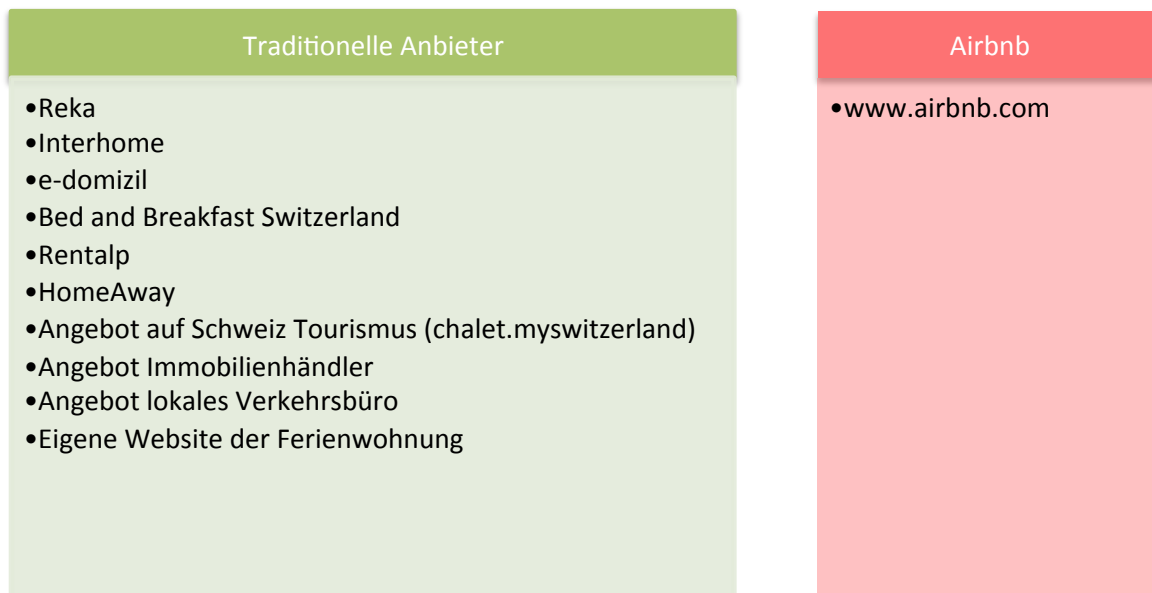 Traditionelle Anbieter
•Reka
•Interhome
•e-domizil
•Bed and Breakfast Switzerland
•Rentalp
•HomeAway
•Angebot auf Schweiz Tourismus (chalet.myswitzerland)
•Angebot Immobilienhändler
•Angebot lokales Verkehrsbüro
•Eigene Website der Ferienwohnung
Airbnb
•www.airbnb.com